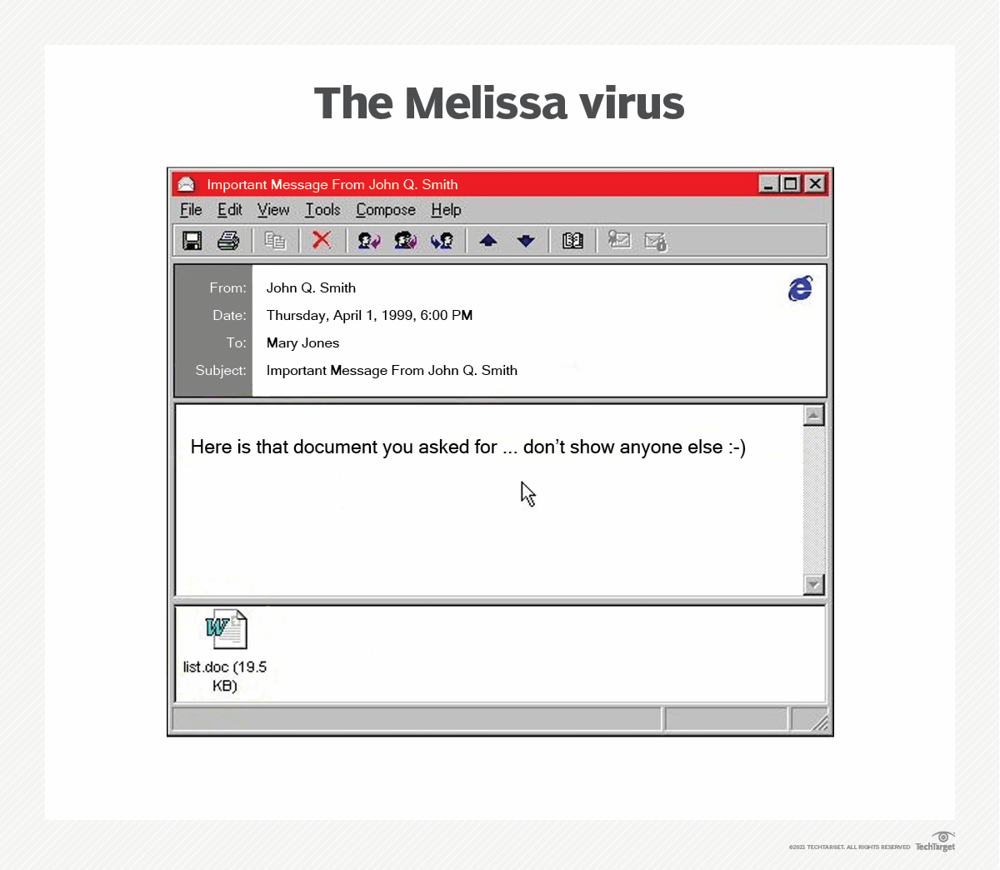 The Melissa virus
Important Message From John Q. Smith
File Edit View Tools Compose Help
From: John Q. Smith
Date: Thursday, April 1, 1999, 6:00 PM
To: Mary Jones
Subject: Important Message From John Q. Smith
Here is that document you asked for ... don't show anyone else :-)
W
list.doc (19.5
KB)
©2021 TECHTARGET. ALL RIGHTS RESERVED TechTarget